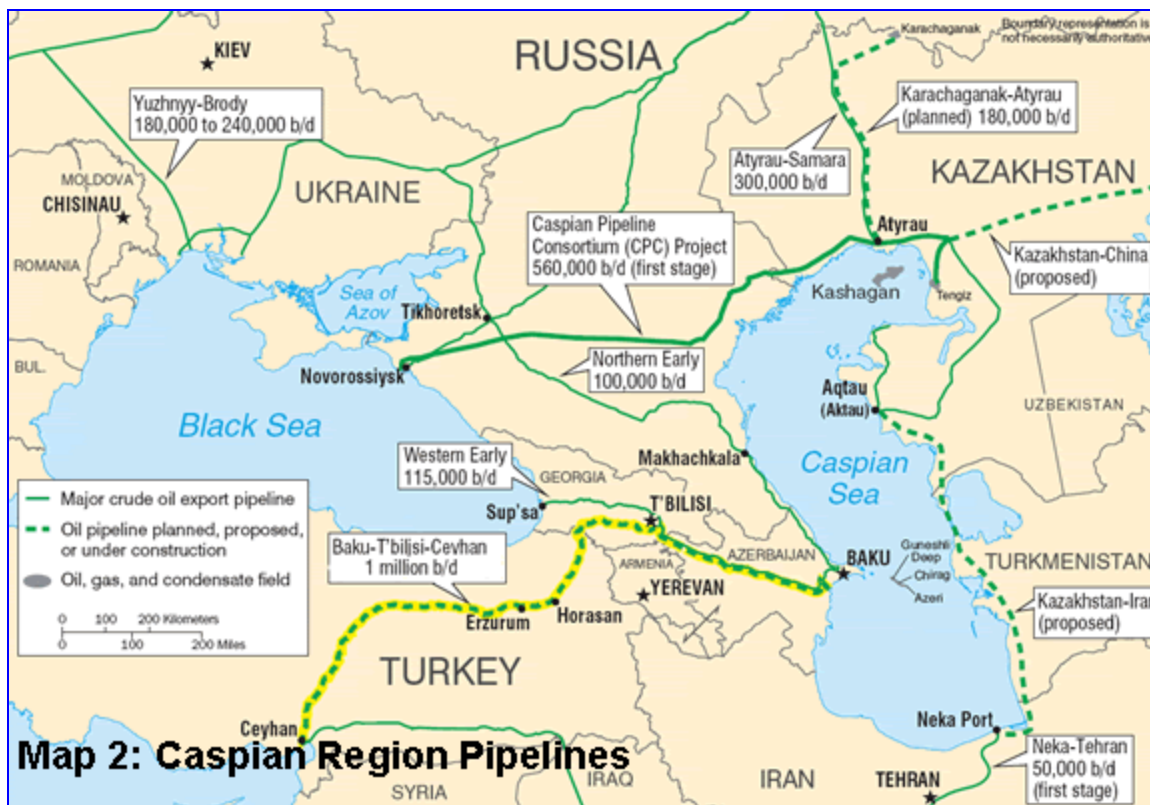 KIEV
RUSSIA
Karachaganak
Boundary representation is
not necessarily authoritative
Yuzhnyy-Brody
180,000 to 240,000 b/d
Karachaganak-Atyrau
(planned) 180,000 b/d
Atyrau-Samara
300,000 b/d
KAZAKHSTAN
MOLDOVA
CHISINAU
UKRAINE
Caspian Pipeline
Consortium (CPC) Project
560,000 b/d (first stage)
Atyrau
Kazakhstan-China
(proposed)
ROMANIA
Sea of
Azov
Tikhoretsk
Kashagan
Tengiz
BUL.
Novorossiysk
Northern Early
100,000 b/d
Aqtau
(Aktau)
UZBEKISTAN
Black Sea
Western Early
115,000 b/d
GEORGIA
Makhachkala
Caspian
Sea
Major crude oil export pipeline
Oil pipeline planned, proposed,
or under construction
Oil, gas, and condensate field
0 100 200 Kilometers
0 100 200 Miles
Sup'sa
T'BILISI
Baku-T'bilisi-Ceyhan
1 million b/d
AZERBAIJAN
ARMENIA
YEREVAN
BAKU
Guneshli
Deep
Chirag
Azeri
TURKMENISTAN
Kazakhstan-Iran
(proposed)
Erzurum
Horasan
TURKEY
Ceyhan
Neka Port
Map 2: Caspian Region Pipelines
Neka-Tehran
50,000 b/d
(first stage)
SYRIA
IRAQ
IRAN
TEHRAN